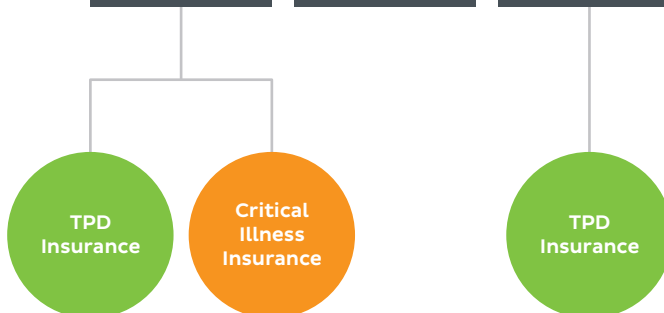 TPD
Insurance
Critical
Illness
Insurance
TPD
Insurance